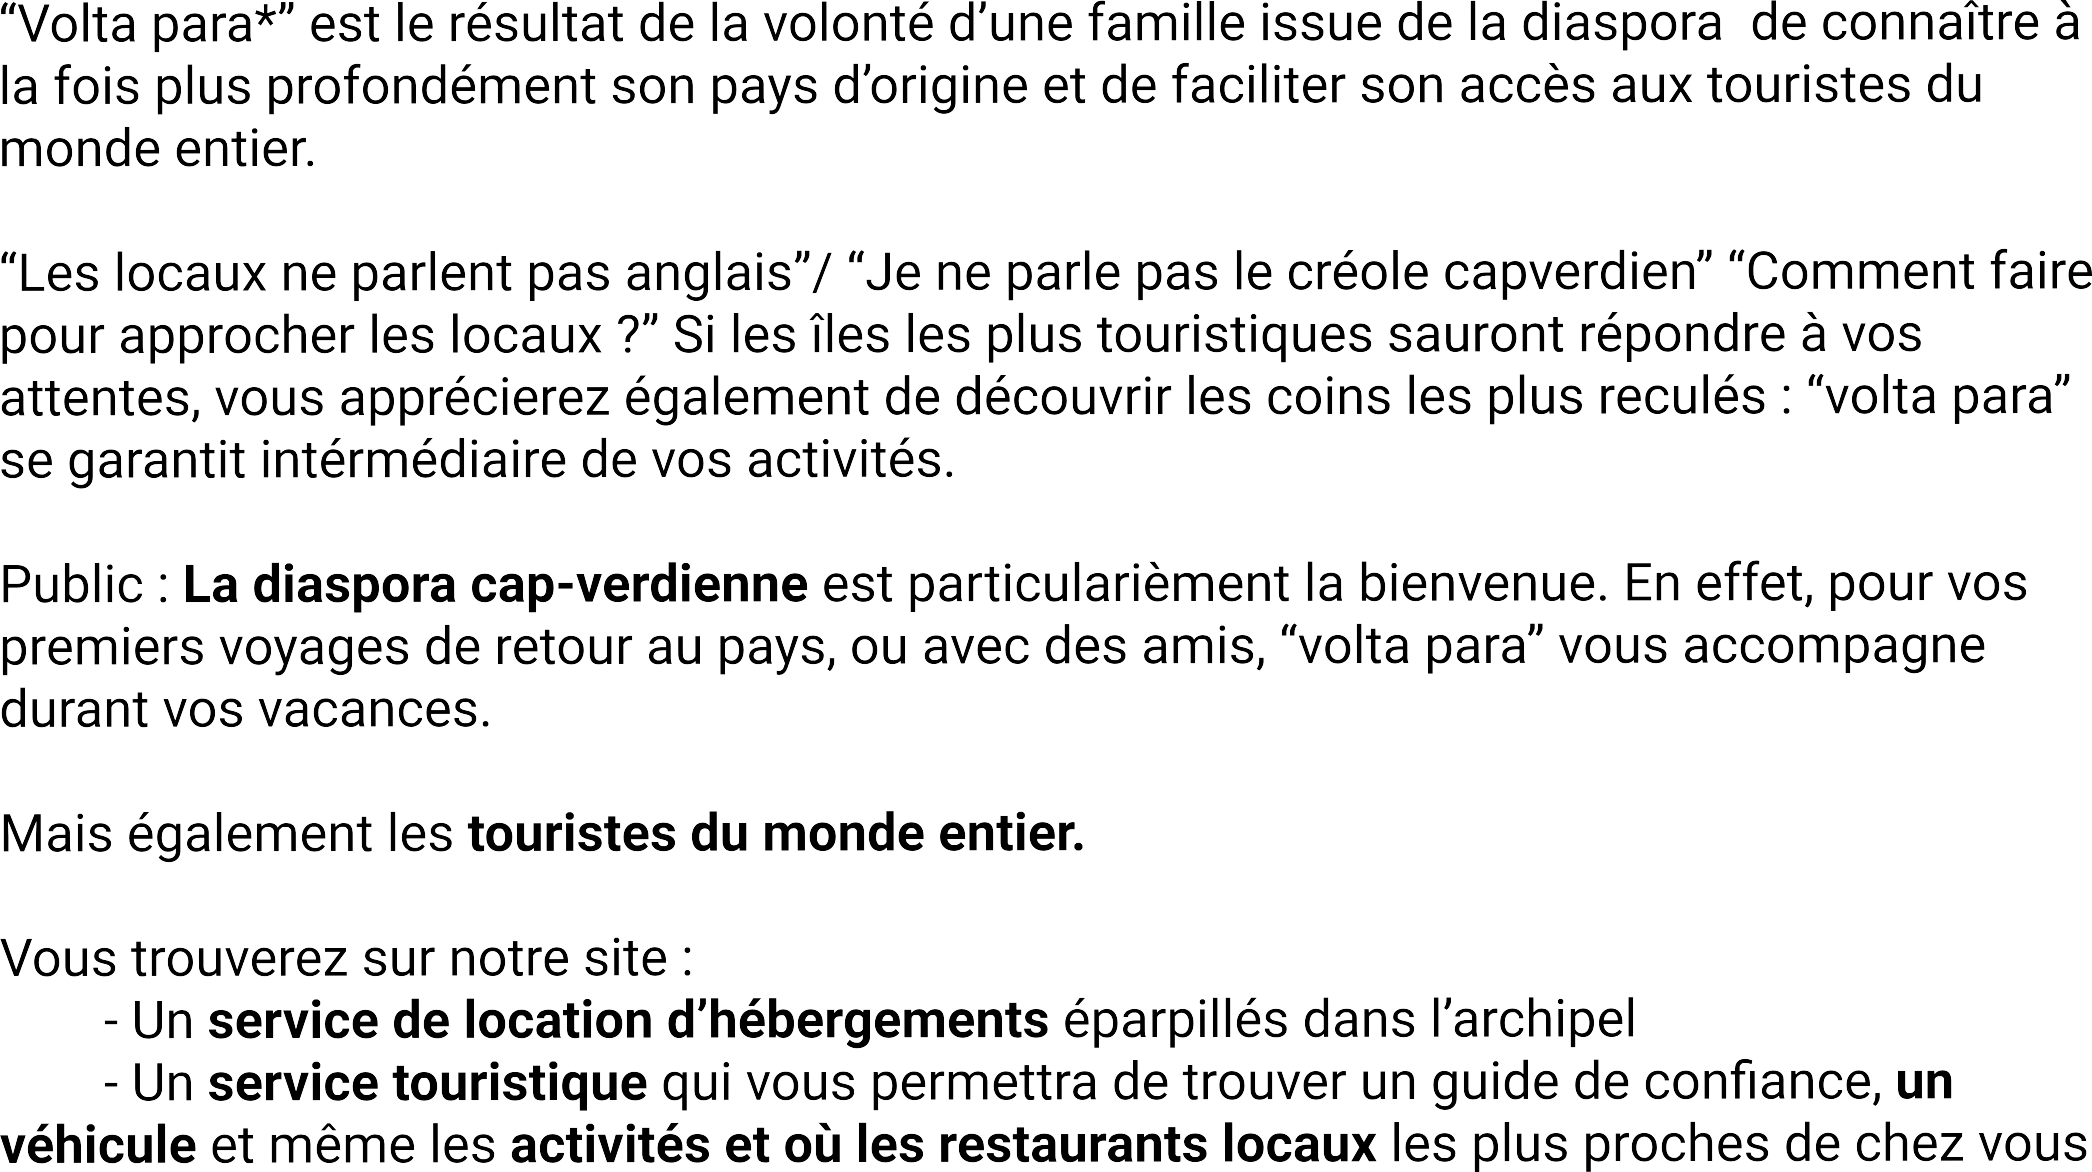 “Volta para*” est le résultat de la volonté d’une famille issue de la diaspora  de connaître à
la fois plus profondément son pays d’origine et de faciliter son accès aux touristes du
monde entier.

“Les locaux ne parlent pas anglais”/ “Je ne parle pas le créole capverdien” “Comment faire
pour approcher les locaux ?” Si les îles les plus touristiques sauront répondre à vos
attentes, vous apprécierez également de découvrir les coins les plus reculés : “volta para”
se garantit intérmédiaire de vos activités.

Public : La diaspora cap-verdienne est particularièment la bienvenue. En effet, pour vos
premiers voyages de retour au pays, ou avec des amis, “volta para” vous accompagne
durant vos vacances.

Mais également les touristes du monde entier.

Vous trouverez sur notre site :
- Un service de location d’hébergements éparpillés dans l’archipel
- Un service touristique qui vous permettra de trouver un guide de confiance, un
véhicule et même les activités et où les restaurants locaux les plus proches de chez vous